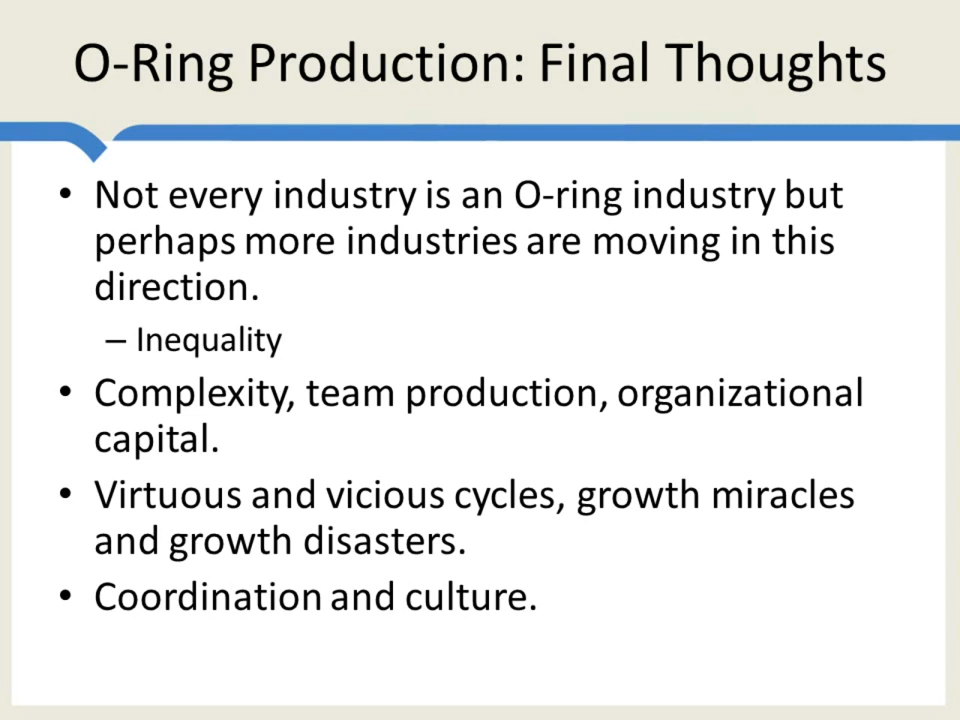 O-Ring Production: Final Thoughts
• Not every industry is an O-ring industry but
perhaps more industries are moving in this
direction.
– Inequality
• Complexity, team production, organizational
capital.
• Virtuous and vicious cycles, growth miracles
and growth disasters.
• Coordination and culture.